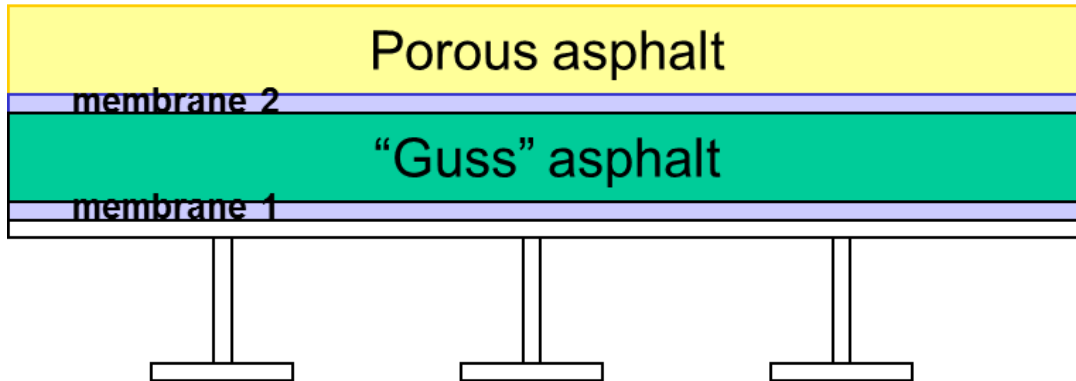 Porous asphalt
membrane 2
“Guss” asphalt
membrane 1